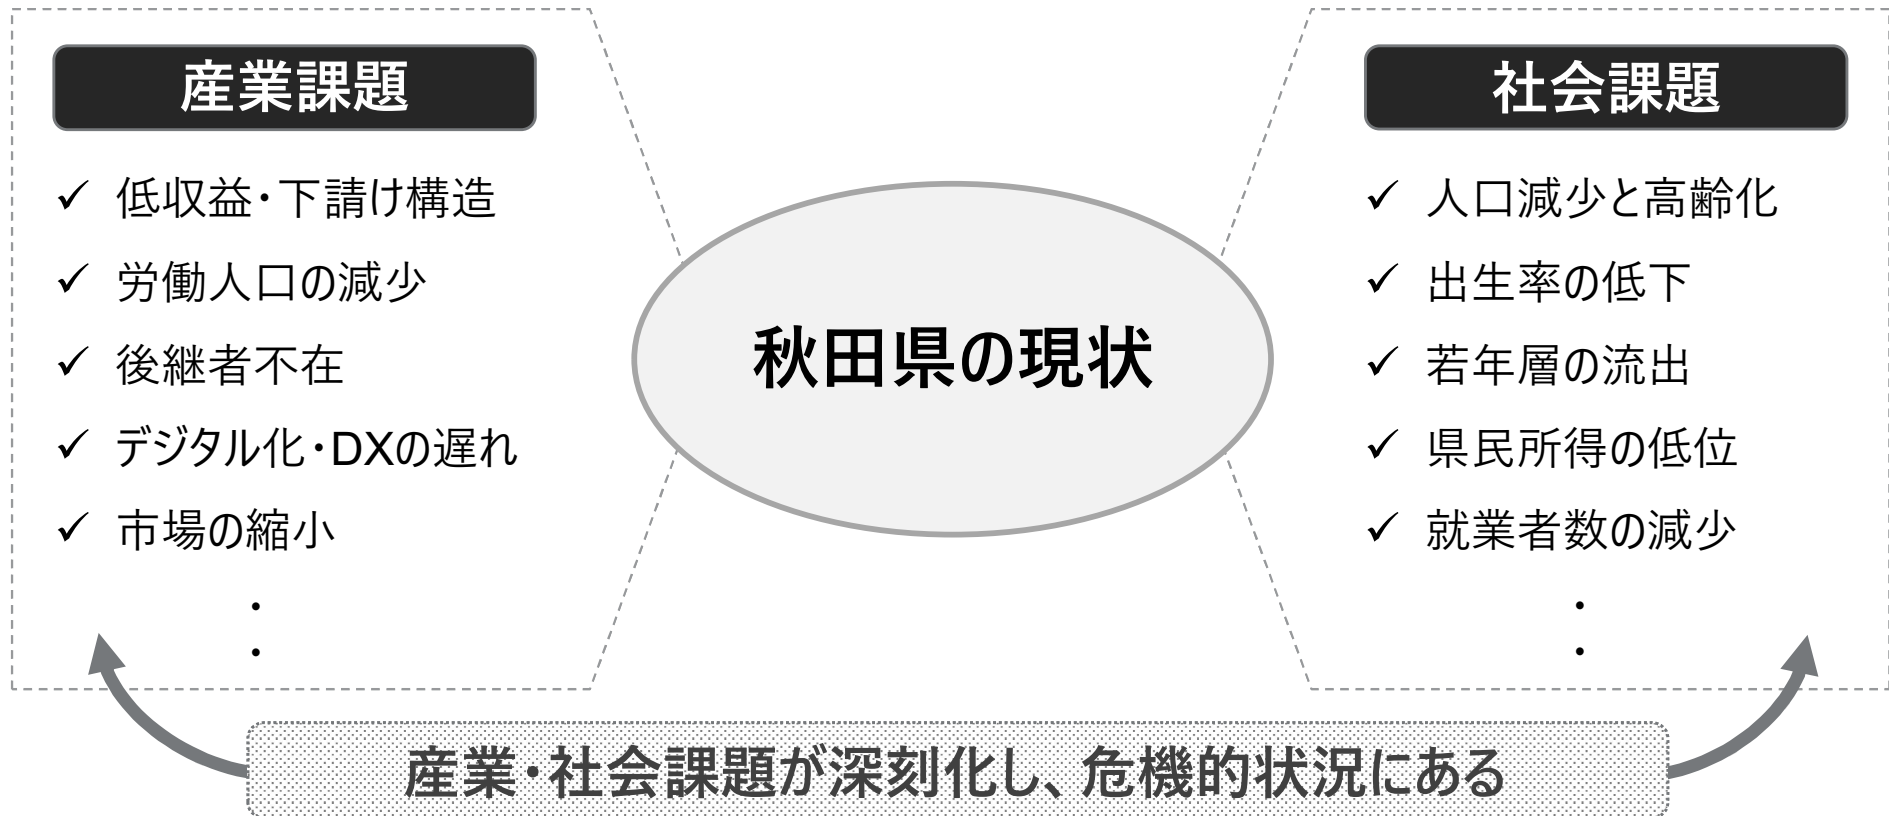 産業課題
✓ 低収益・下請け構造
✓ 労働人口の減少
✓ 後継者不在
✓ デジタル化・DXの遅れ
✓ 市場の縮小
・
・
秋田県の現状
社会課題
✓ 人口減少と高齢化
✓ 出生率の低下
✓ 若年層の流出
✓ 県民所得の低位
✓ 就業者数の減少
・
・
産業・社会課題が深刻化し、危機的状況にある